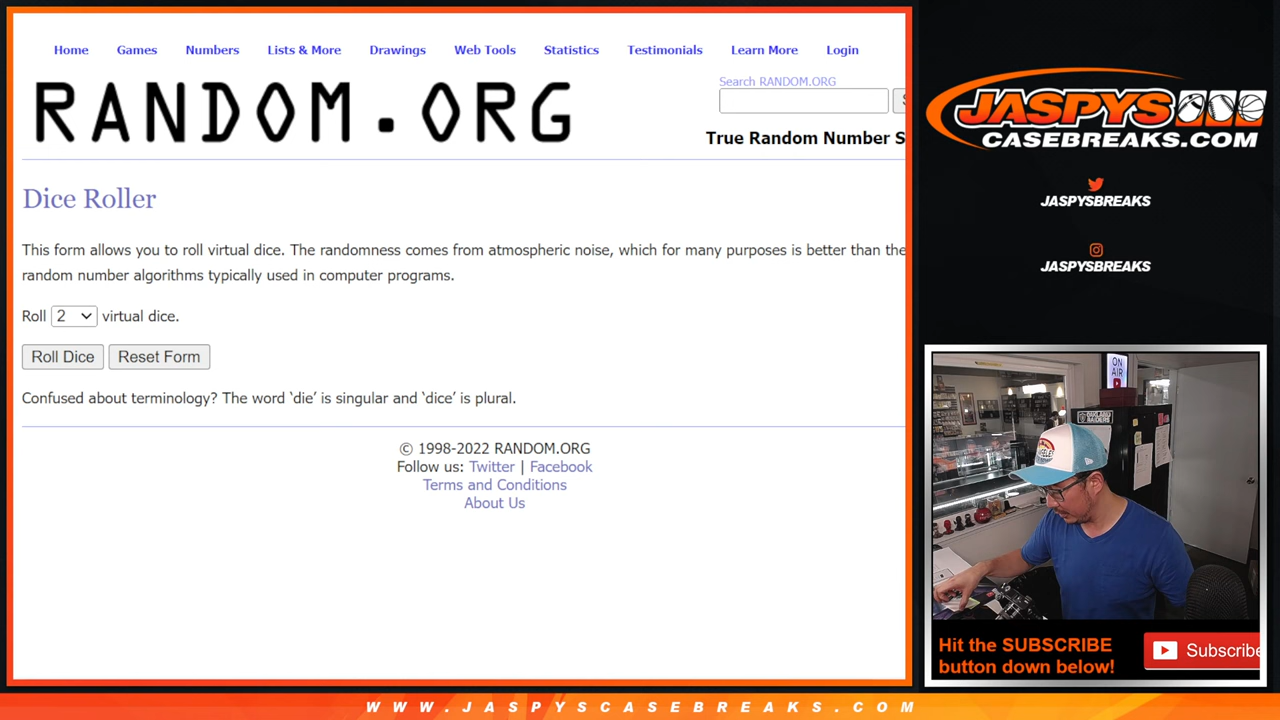 Home Games Numbers Lists & More Drawings Web Tools Statistics Testimonials Learn More Login
Search RANDOM.ORG
RANDOM.ORG
True Random Number S
Dice Roller
This form allows you to roll virtual dice. The randomness comes from atmospheric noise, which for many purposes is better than the
random number algorithms typically used in computer programs.
Roll 2 virtual dice.
Roll Dice Reset Form
Confused about terminology? The word ‘die’ is singular and ‘dice’ is plural.
© 1998-2022 RANDOM.ORG
Follow us: Twitter | Facebook
Terms and Conditions
About Us
JASPYS
CASEBREAKS.COM
JASPYSBREAKS
JASPYSBREAKS
ON
AIR
Hit the SUBSCRIBE
button down below!
Subscribe
WWW.JASPYSCASEBREAKS.COM